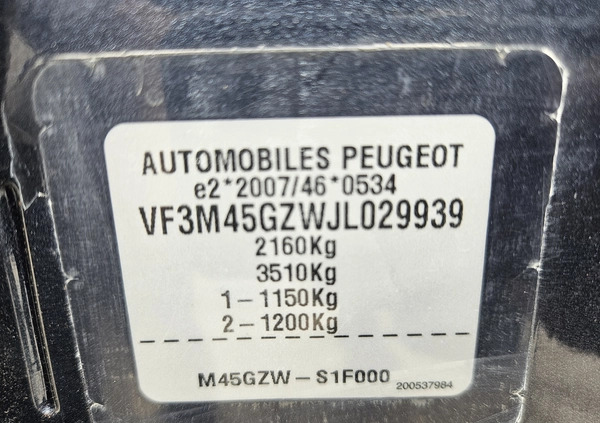 AUTOMOBILES PEUGEOT
e2*2007/46*0534
VF3M45GZWJL029939
2160Kg
3510Kg
1-1150Kg
2-1200Kg
M45GZW-S1F000 200537984